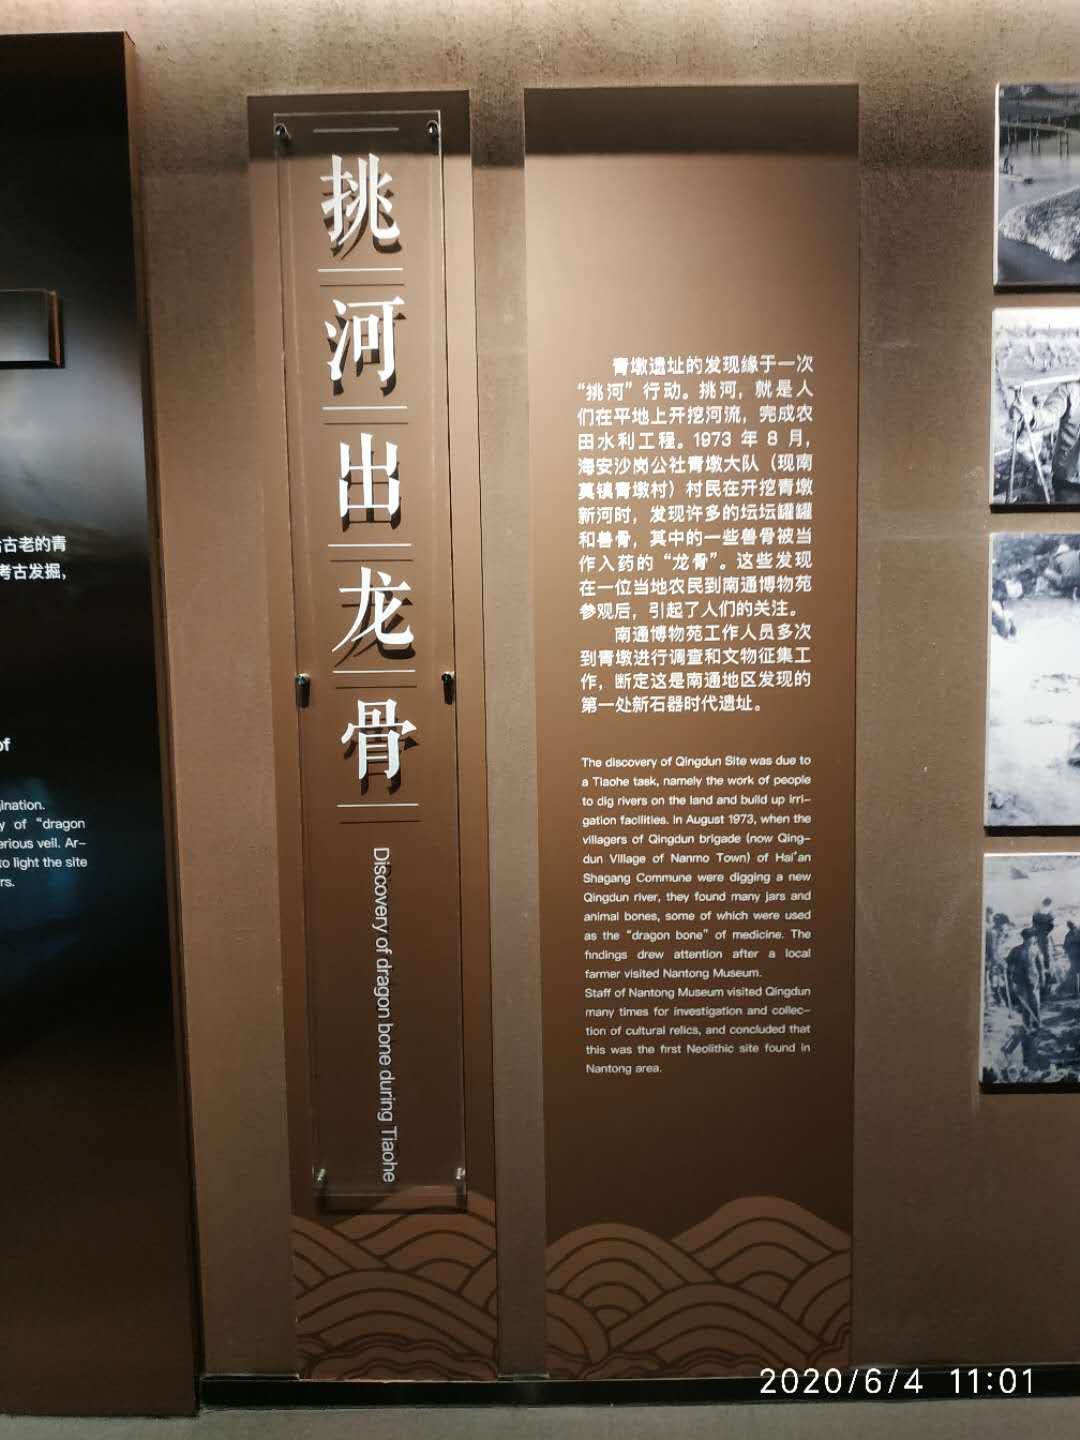 古老的青
考古发掘，
of
ination.
y of “dragon
erious veil. Ar-
to light the site
rs.
挑河出龙骨
Discovery of dragon bone during Tiaohe
青墩遗址的发现缘于一次
“挑河”行动。挑河，就是人
们在平地上开挖河流，完成农
田水利工程。1973 年 8 月，
海安沙岗公社青墩大队（现南
莫镇青墩村）村民在开挖青墩
新河时，发现许多的坛坛罐罐
和兽骨，其中的一些兽骨被当
作入药的“龙骨”。这些发现
在一位当地农民到南通博物苑
参观后，引起了人们的关注。
南通博物苑工作人员多次
到青墩进行调查和文物征集工
作，断定这是南通地区发现的
第一处新石器时代遗址。
The discovery of Qingdun Site was due to
a Tiaohe task, namely the work of people
to dig rivers on the land and build up irri-
gation facilities. In August 1973, when the
villagers of Qingdun brigade (now Qing-
dun Village of Nanmo Town) of Hai'an
Shagang Commune were digging a new
Qingdun river, they found many jars and
animal bones, some of which were used
as the “dragon bone” of medicine. The
findings drew attention after a local
farmer visited Nantong Museum.
Staff of Nantong Museum visited Qingdun
many times for investigation and collec-
tion of cultural relics, and concluded that
this was the first Neolithic site found in
Nantong area.
2020/6/4 11:01